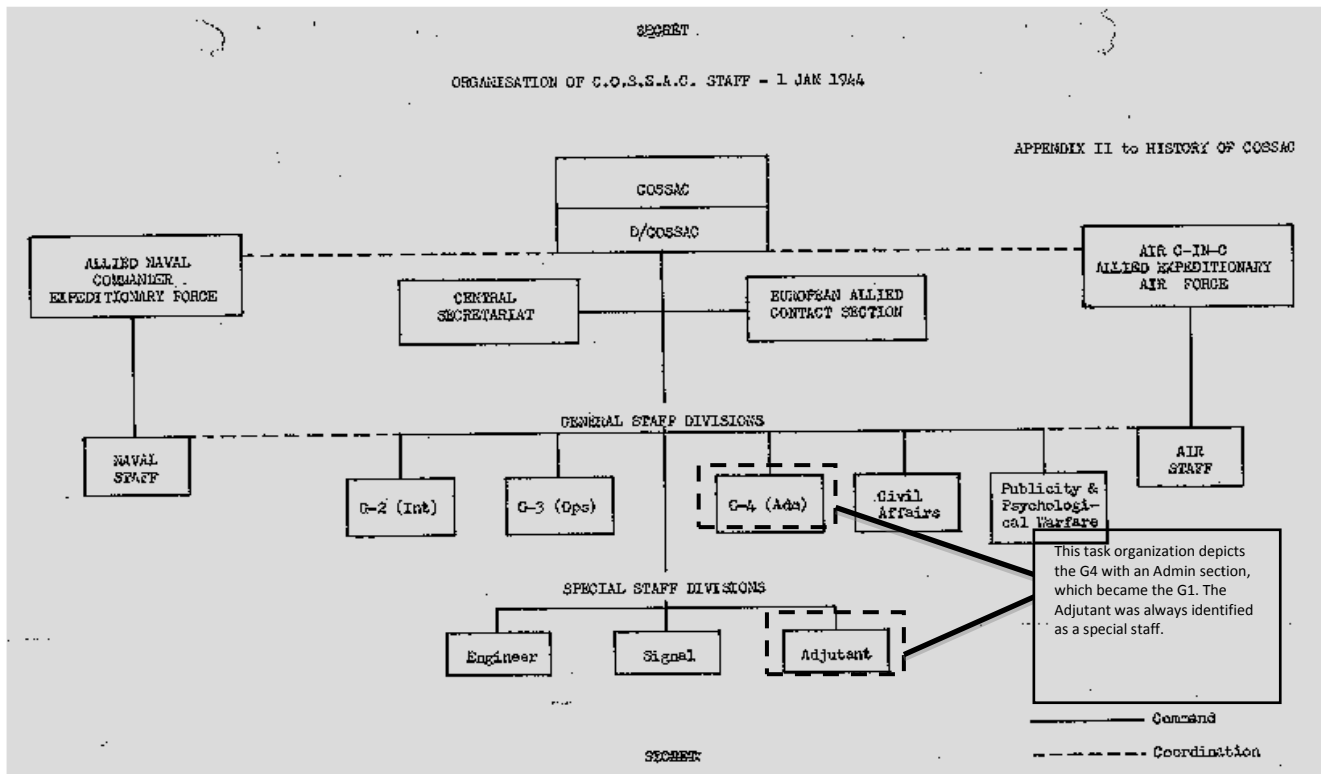 SECRET
ORGANISATION OF C.O.S.S.A.C. STAFF - 1 JAN 1944
APPENDIX II to HISTORY OF COSSAC
COSSAC
D/COSSAC
ALLIED NAVAL
COMMANDER
EXPEDITIONARY FORCE
AIR C-IN-C
ALLIED EXPEDITIONARY
AIR FORCE
CENTRAL
SECRETARIAT
EUROPEAN ALLIED
CONTACT SECTION
GENERAL STAFF DIVISIONS
NAVAL
STAFF
AIR
STAFF
G-2 (Int)
G-3 (Ops)
G-4 (Adm)
Civil
Affairs
Publicity &
Psychologi-
cal Warfare
This task organization depicts
the G4 with an Admin section,
which became the G1. The
Adjutant was always identified
as a special staff.
SPECIAL STAFF DIVISIONS
Engineer
Signal
Adjutant
Command
Coordination
SECRET